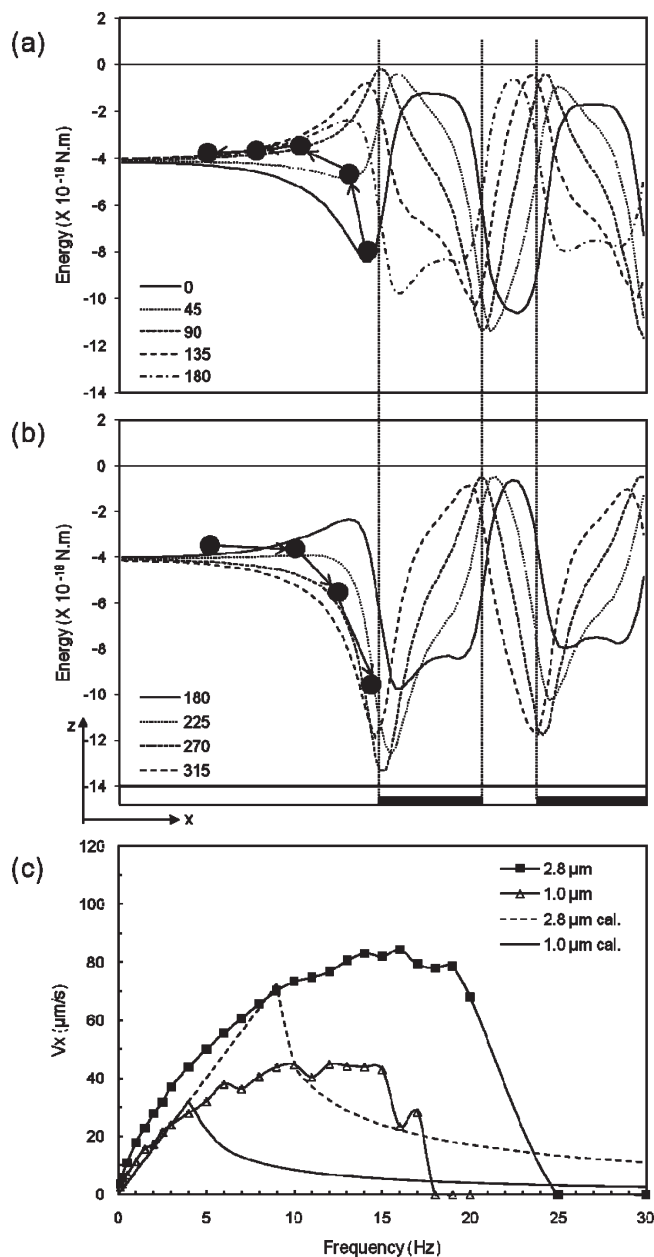 (a)
2
0
-2
-4
-6
-8
-10
-12
-14
Energy (X 10 -18 N.m)
0
45
90
135
180
(b)
2
0
-2
-4
-6
-8
-10
-12
-14
Energy (X 10 -18 N.m)
180
225
270
315
z
x
(c)
120
100
80
60
40
20
0
Vx (µm/s)
2.8 µm
1.0 µm
2.8 µm cal.
1.0 µm cal.
0 5 10 15 20 25 30
Frequency (Hz)